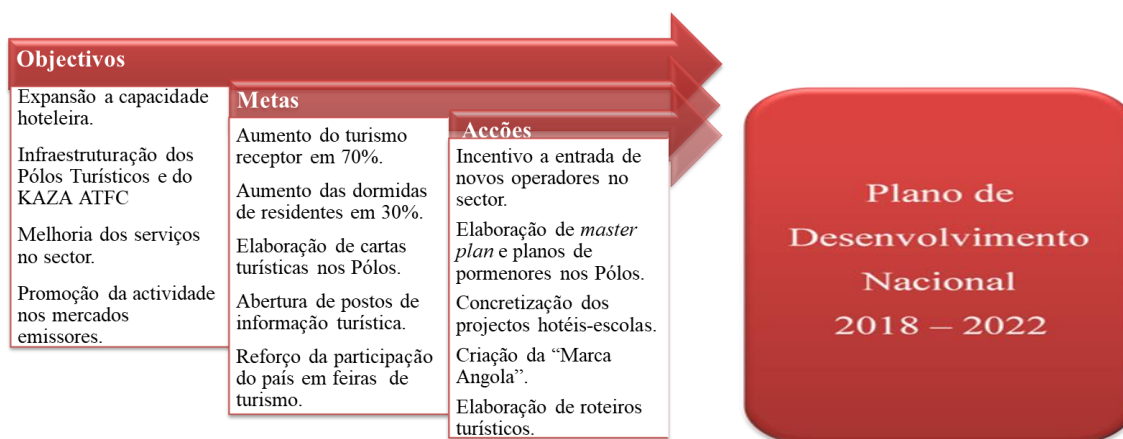 Objectivos
Expansão a capacidade
hoteleira.
Infraestruturação dos
Pólos Turísticos e do
KAZA ATFC
Melhoria dos serviços
no sector.
Promoção da actividade
nos mercados
emissores.
Metas
Aumento do turismo
receptor em 70%.
Aumento das dormidas
de residentes em 30%.
Elaboração de cartas
turísticas nos Pólos.
Abertura de postos de
informação turística.
Reforço da participação
do país em feiras de
turismo.
Acções
Incentivo a entrada de
novos operadores no
sector.
Elaboração de master
plan e planos de
pormenores nos Pólos.
Concretização dos
projectos hotéis-escolas.
Criação da “Marca
Angola”.
Elaboração de roteiros
turísticos.
Plano de
Desenvolvimento
Nacional
2018 – 2022